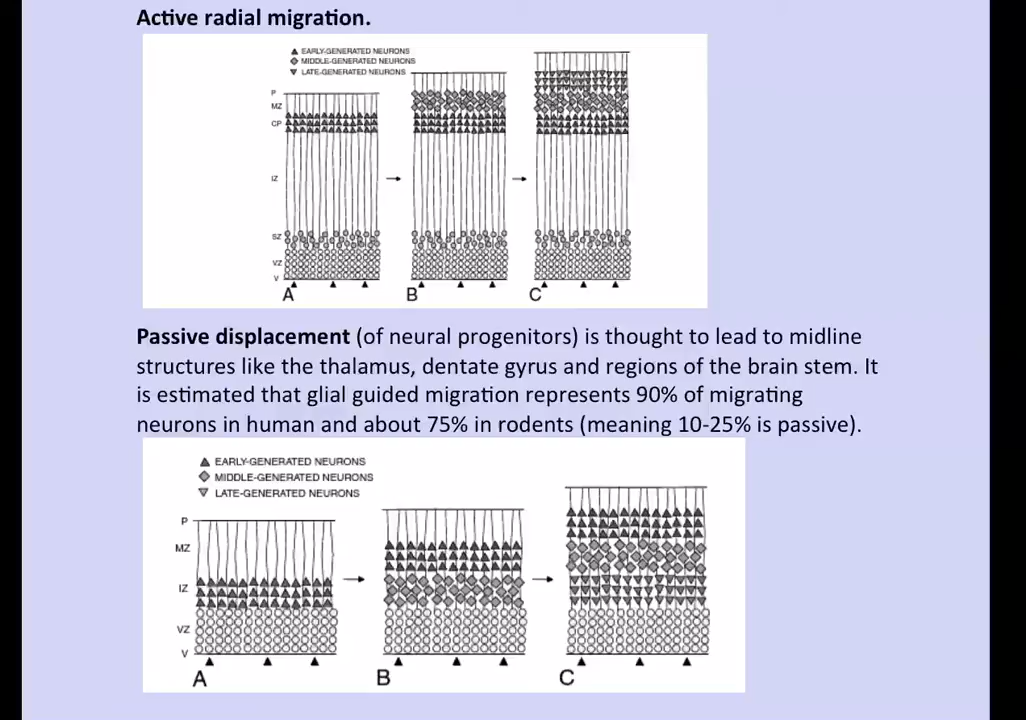 Active radial migration.
▲ EARLY-GENERATED NEURONS
◆ MIDDLE-GENERATED NEURONS
▼ LATE-GENERATED NEURONS
P
MZ
CP
IZ
SZ
VZ
V
A
B
C
Passive displacement (of neural progenitors) is thought to lead to midline
structures like the thalamus, dentate gyrus and regions of the brain stem. It
is estimated that glial guided migration represents 90% of migrating
neurons in human and about 75% in rodents (meaning 10-25% is passive).
▲ EARLY-GENERATED NEURONS
◆ MIDDLE-GENERATED NEURONS
▼ LATE-GENERATED NEURONS
P
MZ
IZ
VZ
V
A
B
C